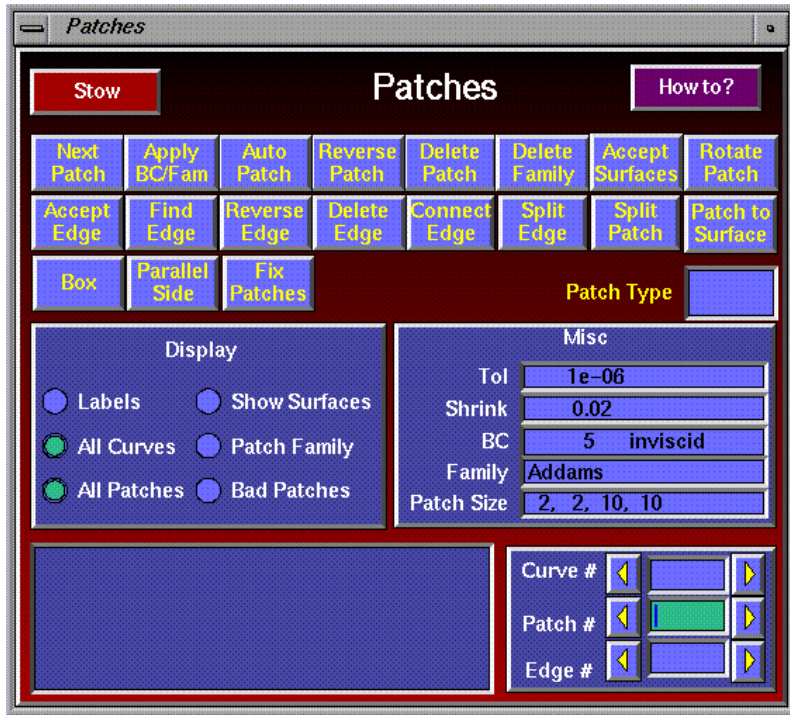 Patches
Stow
Patches
How to?
Next Patch
Apply BC/Fam
Auto Patch
Reverse Patch
Delete Patch
Delete Family
Accept Surfaces
Rotate Patch
Accept Edge
Find Edge
Reverse Edge
Delete Edge
Connect Edge
Split Edge
Split Patch
Patch to Surface
Box
Parallel Side
Fix Patches
Patch Type
Display
Labels
Show Surfaces
All Curves
Patch Family
All Patches
Bad Patches
Misc
Tol 1e-06
Shrink 0.02
BC 5 inviscid
Family Addams
Patch Size 2, 2, 10, 10
Curve #
Patch #
Edge #